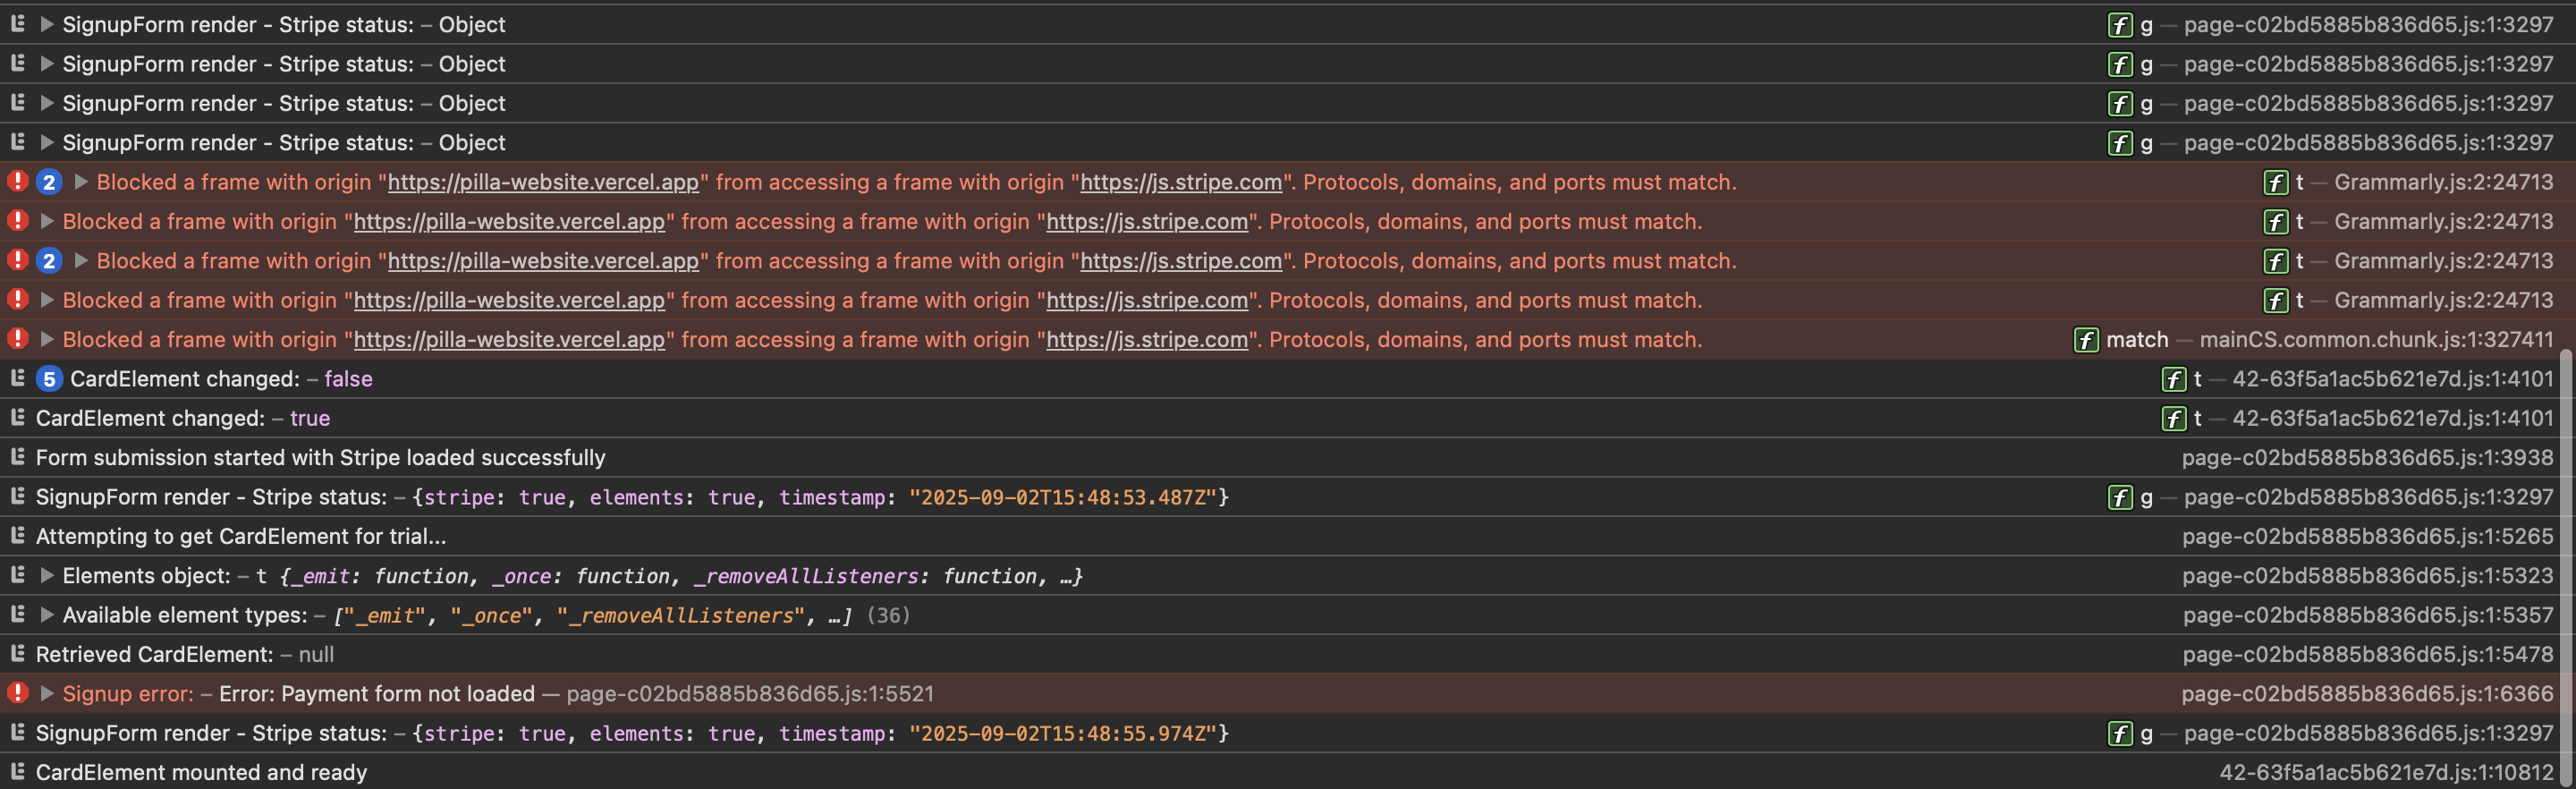 SignupForm render - Stripe status: – Object f g — page-c02bd5885b836d65.js:1:3297
SignupForm render - Stripe status: – Object f g — page-c02bd5885b836d65.js:1:3297
SignupForm render - Stripe status: – Object f g — page-c02bd5885b836d65.js:1:3297
SignupForm render - Stripe status: – Object f g — page-c02bd5885b836d65.js:1:3297
2 Blocked a frame with origin "https://pilla-website.vercel.app" from accessing a frame with origin "https://js.stripe.com". Protocols, domains, and ports must match. f t — Grammarly.js:2:24713
Blocked a frame with origin "https://pilla-website.vercel.app" from accessing a frame with origin "https://js.stripe.com". Protocols, domains, and ports must match. f t — Grammarly.js:2:24713
2 Blocked a frame with origin "https://pilla-website.vercel.app" from accessing a frame with origin "https://js.stripe.com". Protocols, domains, and ports must match. f t — Grammarly.js:2:24713
Blocked a frame with origin "https://pilla-website.vercel.app" from accessing a frame with origin "https://js.stripe.com". Protocols, domains, and ports must match. f t — Grammarly.js:2:24713
Blocked a frame with origin "https://pilla-website.vercel.app" from accessing a frame with origin "https://js.stripe.com". Protocols, domains, and ports must match. f match — mainCS.common.chunk.js:1:327411
5 CardElement changed: – false f t — 42-63f5a1ac5b621e7d.js:1:4101
CardElement changed: – true f t — 42-63f5a1ac5b621e7d.js:1:4101
Form submission started with Stripe loaded successfully page-c02bd5885b836d65.js:1:3938
SignupForm render - Stripe status: – {stripe: true, elements: true, timestamp: "2025-09-02T15:48:53.487Z"} f g — page-c02bd5885b836d65.js:1:3297
Attempting to get CardElement for trial... page-c02bd5885b836d65.js:1:5265
Elements object: – t {_emit: function, _once: function, _removeAllListeners: function, …} page-c02bd5885b836d65.js:1:5323
Available element types: – ["_emit", "_once", "_removeAllListeners", …] (36) page-c02bd5885b836d65.js:1:5357
Retrieved CardElement: – null page-c02bd5885b836d65.js:1:5478
Signup error: – Error: Payment form not loaded — page-c02bd5885b836d65.js:1:5521 page-c02bd5885b836d65.js:1:6366
SignupForm render - Stripe status: – {stripe: true, elements: true, timestamp: "2025-09-02T15:48:55.974Z"} f g — page-c02bd5885b836d65.js:1:3297
CardElement mounted and ready 42-63f5a1ac5b621e7d.js:1:10812